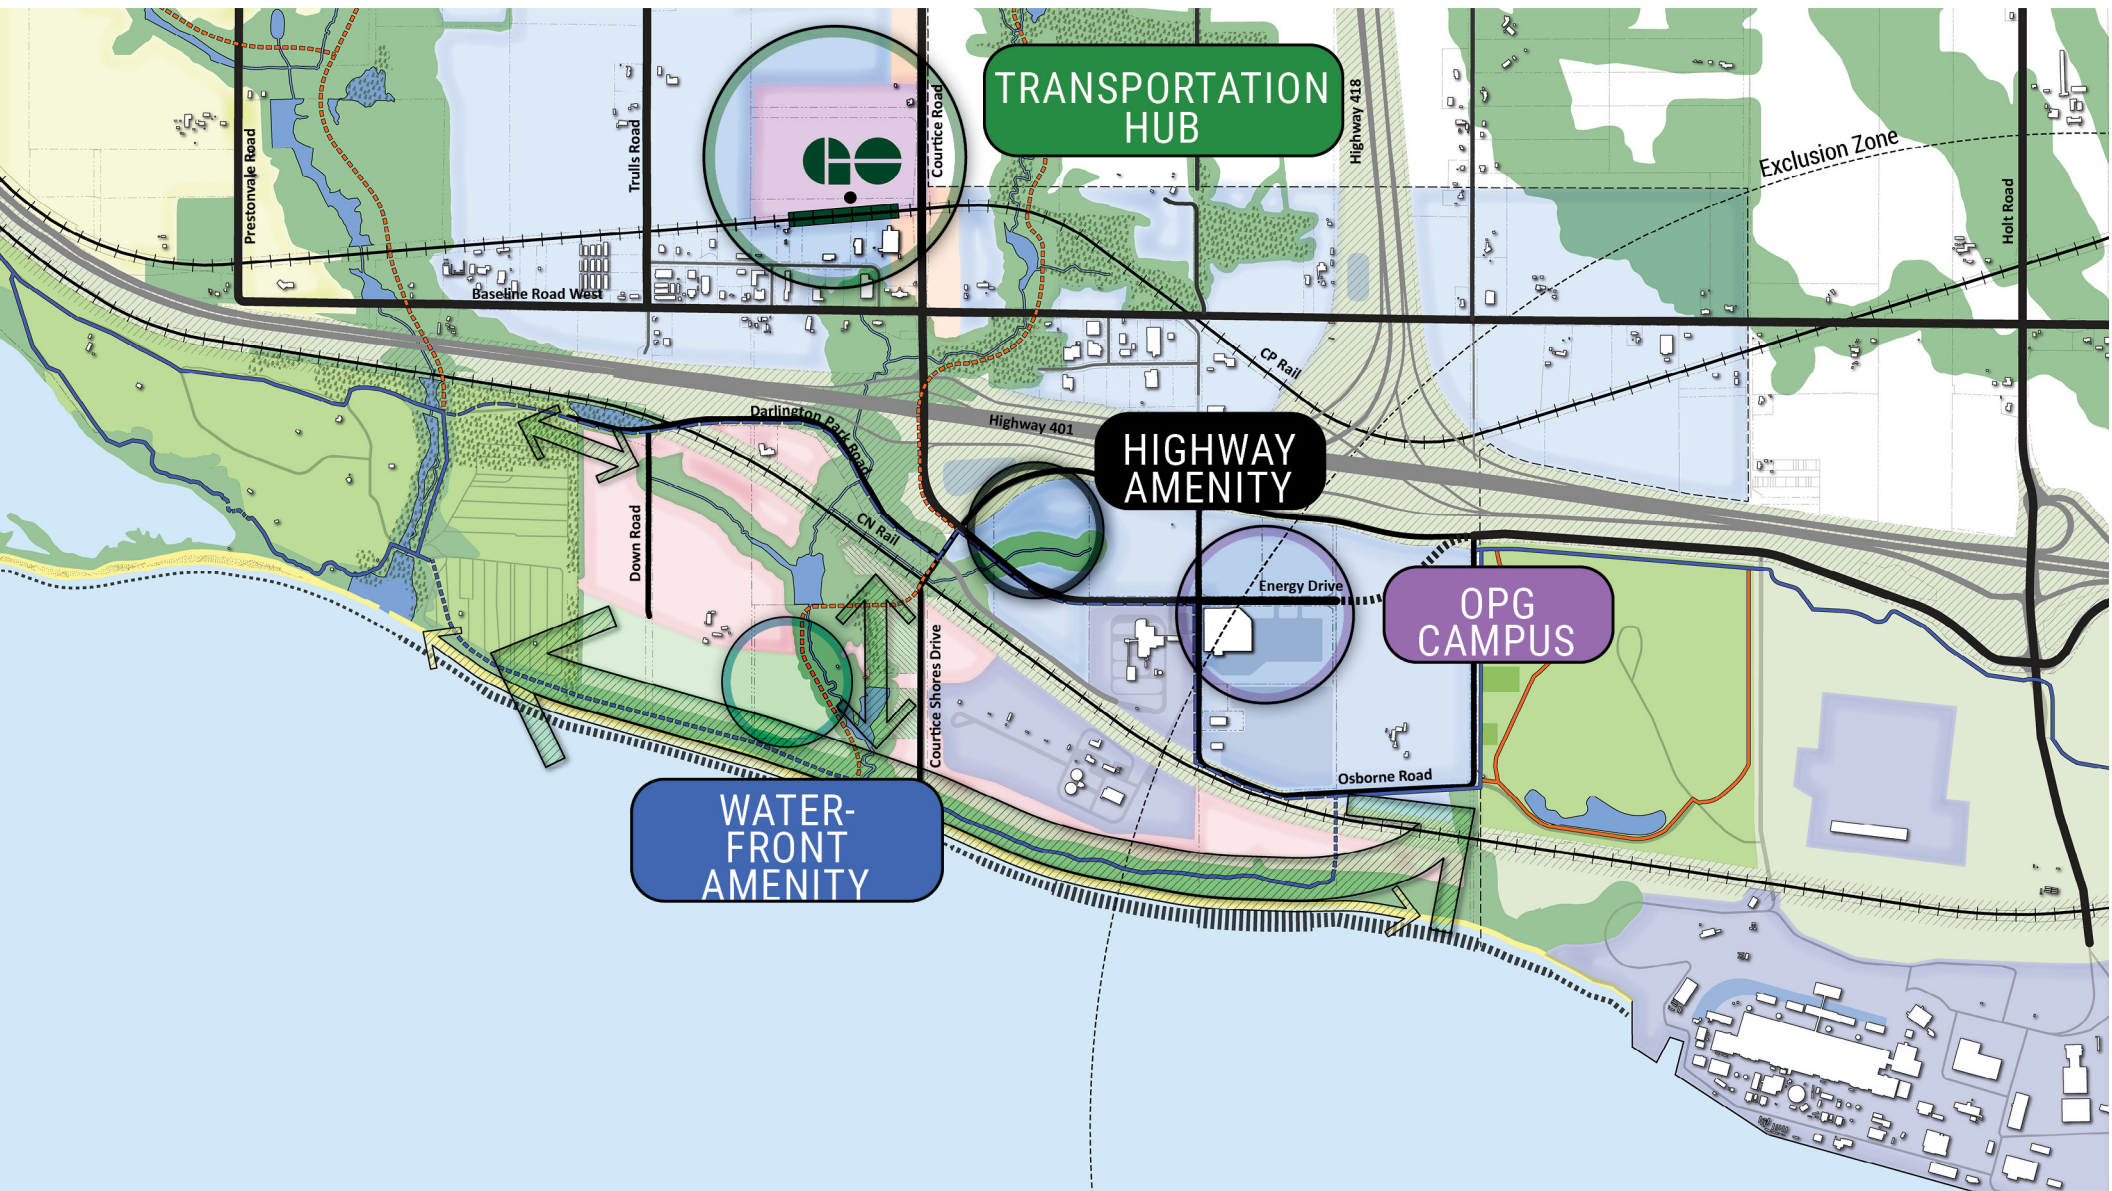 TRANSPORTATION
HUB
GO
Prestonvale Road
Trulls Road
Courtice Road
Highway 418
Exclusion Zone
Holt Road
Baseline Road West
CP Rail
Darlington Park Road
Highway 401
HIGHWAY
AMENITY
CN Rail
Down Road
Energy Drive
OPG
CAMPUS
Courtice Shores Drive
Osborne Road
WATER-
FRONT
AMENITY